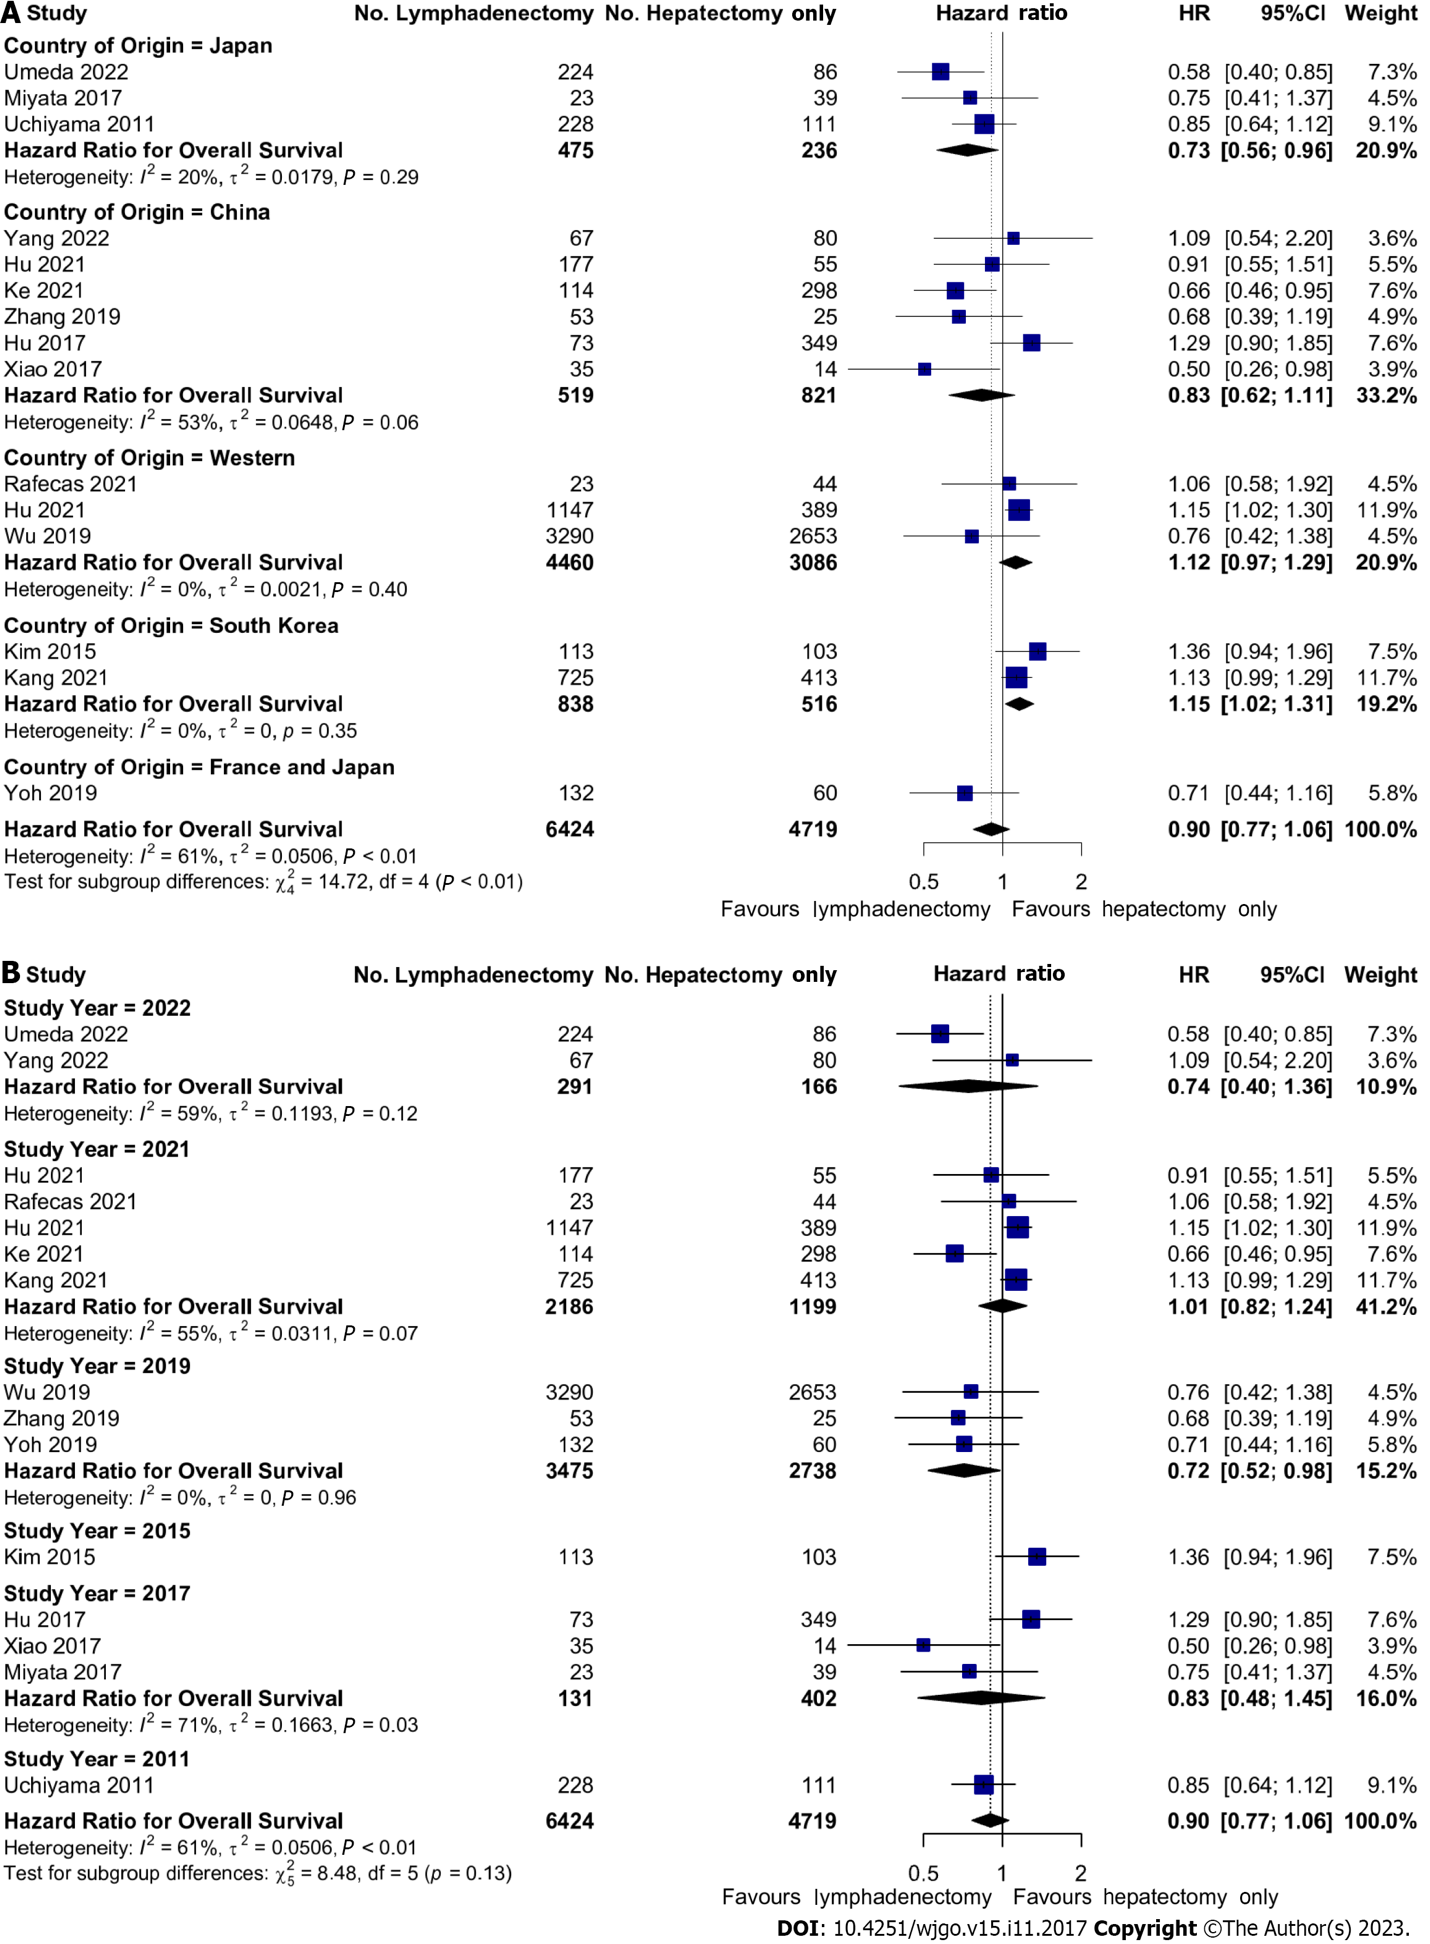 A Study No. Lymphadenectomy No. Hepatectomy only Hazard ratio HR 95%CI Weight
Country of Origin = Japan
Umeda 2022 224 86 0.58 [0.40; 0.85] 7.3%
Miyata 2017 23 39 0.75 [0.41; 1.37] 4.5%
Uchiyama 2011 228 111 0.85 [0.64; 1.12] 9.1%
Hazard Ratio for Overall Survival 475 236 0.73 [0.56; 0.96] 20.9%
Heterogeneity: I² = 20%, τ² = 0.0179, P = 0.29
Country of Origin = China
Yang 2022 67 80 1.09 [0.54; 2.20] 3.6%
Hu 2021 177 55 0.91 [0.55; 1.51] 5.5%
Ke 2021 114 298 0.66 [0.46; 0.95] 7.6%
Zhang 2019 53 25 0.68 [0.39; 1.19] 4.9%
Hu 2017 73 349 1.29 [0.90; 1.85] 7.6%
Xiao 2017 35 14 0.50 [0.26; 0.98] 3.9%
Hazard Ratio for Overall Survival 519 821 0.83 [0.62; 1.11] 33.2%
Heterogeneity: I² = 53%, τ² = 0.0648, P = 0.06
Country of Origin = Western
Rafecas 2021 23 44 1.06 [0.58; 1.92] 4.5%
Hu 2021 1147 389 1.15 [1.02; 1.30] 11.9%
Wu 2019 3290 2653 0.76 [0.42; 1.38] 4.5%
Hazard Ratio for Overall Survival 4460 3086 1.12 [0.97; 1.29] 20.9%
Heterogeneity: I² = 0%, τ² = 0.0021, P = 0.40
Country of Origin = South Korea
Kim 2015 113 103 1.36 [0.94; 1.96] 7.5%
Kang 2021 725 413 1.13 [0.99; 1.29] 11.7%
Hazard Ratio for Overall Survival 838 516 1.15 [1.02; 1.31] 19.2%
Heterogeneity: I² = 0%, τ² = 0, p = 0.35
Country of Origin = France and Japan
Yoh 2019 132 60 0.71 [0.44; 1.16] 5.8%
Hazard Ratio for Overall Survival 6424 4719 0.90 [0.77; 1.06] 100.0%
Heterogeneity: I² = 61%, τ² = 0.0506, P < 0.01
Test for subgroup differences: χ²₄ = 14.72, df = 4 (P < 0.01)
0.5 1 2
Favours lymphadenectomy Favours hepatectomy only
B Study No. Lymphadenectomy No. Hepatectomy only Hazard ratio HR 95%CI Weight
Study Year = 2022
Umeda 2022 224 86 0.58 [0.40; 0.85] 7.3%
Yang 2022 67 80 1.09 [0.54; 2.20] 3.6%
Hazard Ratio for Overall Survival 291 166 0.74 [0.40; 1.36] 10.9%
Heterogeneity: I² = 59%, τ² = 0.1193, P = 0.12
Study Year = 2021
Hu 2021 177 55 0.91 [0.55; 1.51] 5.5%
Rafecas 2021 23 44 1.06 [0.58; 1.92] 4.5%
Hu 2021 1147 389 1.15 [1.02; 1.30] 11.9%
Ke 2021 114 298 0.66 [0.46; 0.95] 7.6%
Kang 2021 725 413 1.13 [0.99; 1.29] 11.7%
Hazard Ratio for Overall Survival 2186 1199 1.01 [0.82; 1.24] 41.2%
Heterogeneity: I² = 55%, τ² = 0.0311, P = 0.07
Study Year = 2019
Wu 2019 3290 2653 0.76 [0.42; 1.38] 4.5%
Zhang 2019 53 25 0.68 [0.39; 1.19] 4.9%
Yoh 2019 132 60 0.71 [0.44; 1.16] 5.8%
Hazard Ratio for Overall Survival 3475 2738 0.72 [0.52; 0.98] 15.2%
Heterogeneity: I² = 0%, τ² = 0, P = 0.96
Study Year = 2015
Kim 2015 113 103 1.36 [0.94; 1.96] 7.5%
Study Year = 2017
Hu 2017 73 349 1.29 [0.90; 1.85] 7.6%
Xiao 2017 35 14 0.50 [0.26; 0.98] 3.9%
Miyata 2017 23 39 0.75 [0.41; 1.37] 4.5%
Hazard Ratio for Overall Survival 131 402 0.83 [0.48; 1.45] 16.0%
Heterogeneity: I² = 71%, τ² = 0.1663, P = 0.03
Study Year = 2011
Uchiyama 2011 228 111 0.85 [0.64; 1.12] 9.1%
Hazard Ratio for Overall Survival 6424 4719 0.90 [0.77; 1.06] 100.0%
Heterogeneity: I² = 61%, τ² = 0.0506, P < 0.01
Test for subgroup differences: χ²₅ = 8.48, df = 5 (p = 0.13)
0.5 1 2
Favours lymphadenectomy Favours hepatectomy only
DOI: 10.4251/wjgo.v15.i11.2017 Copyright ©The Author(s) 2023.